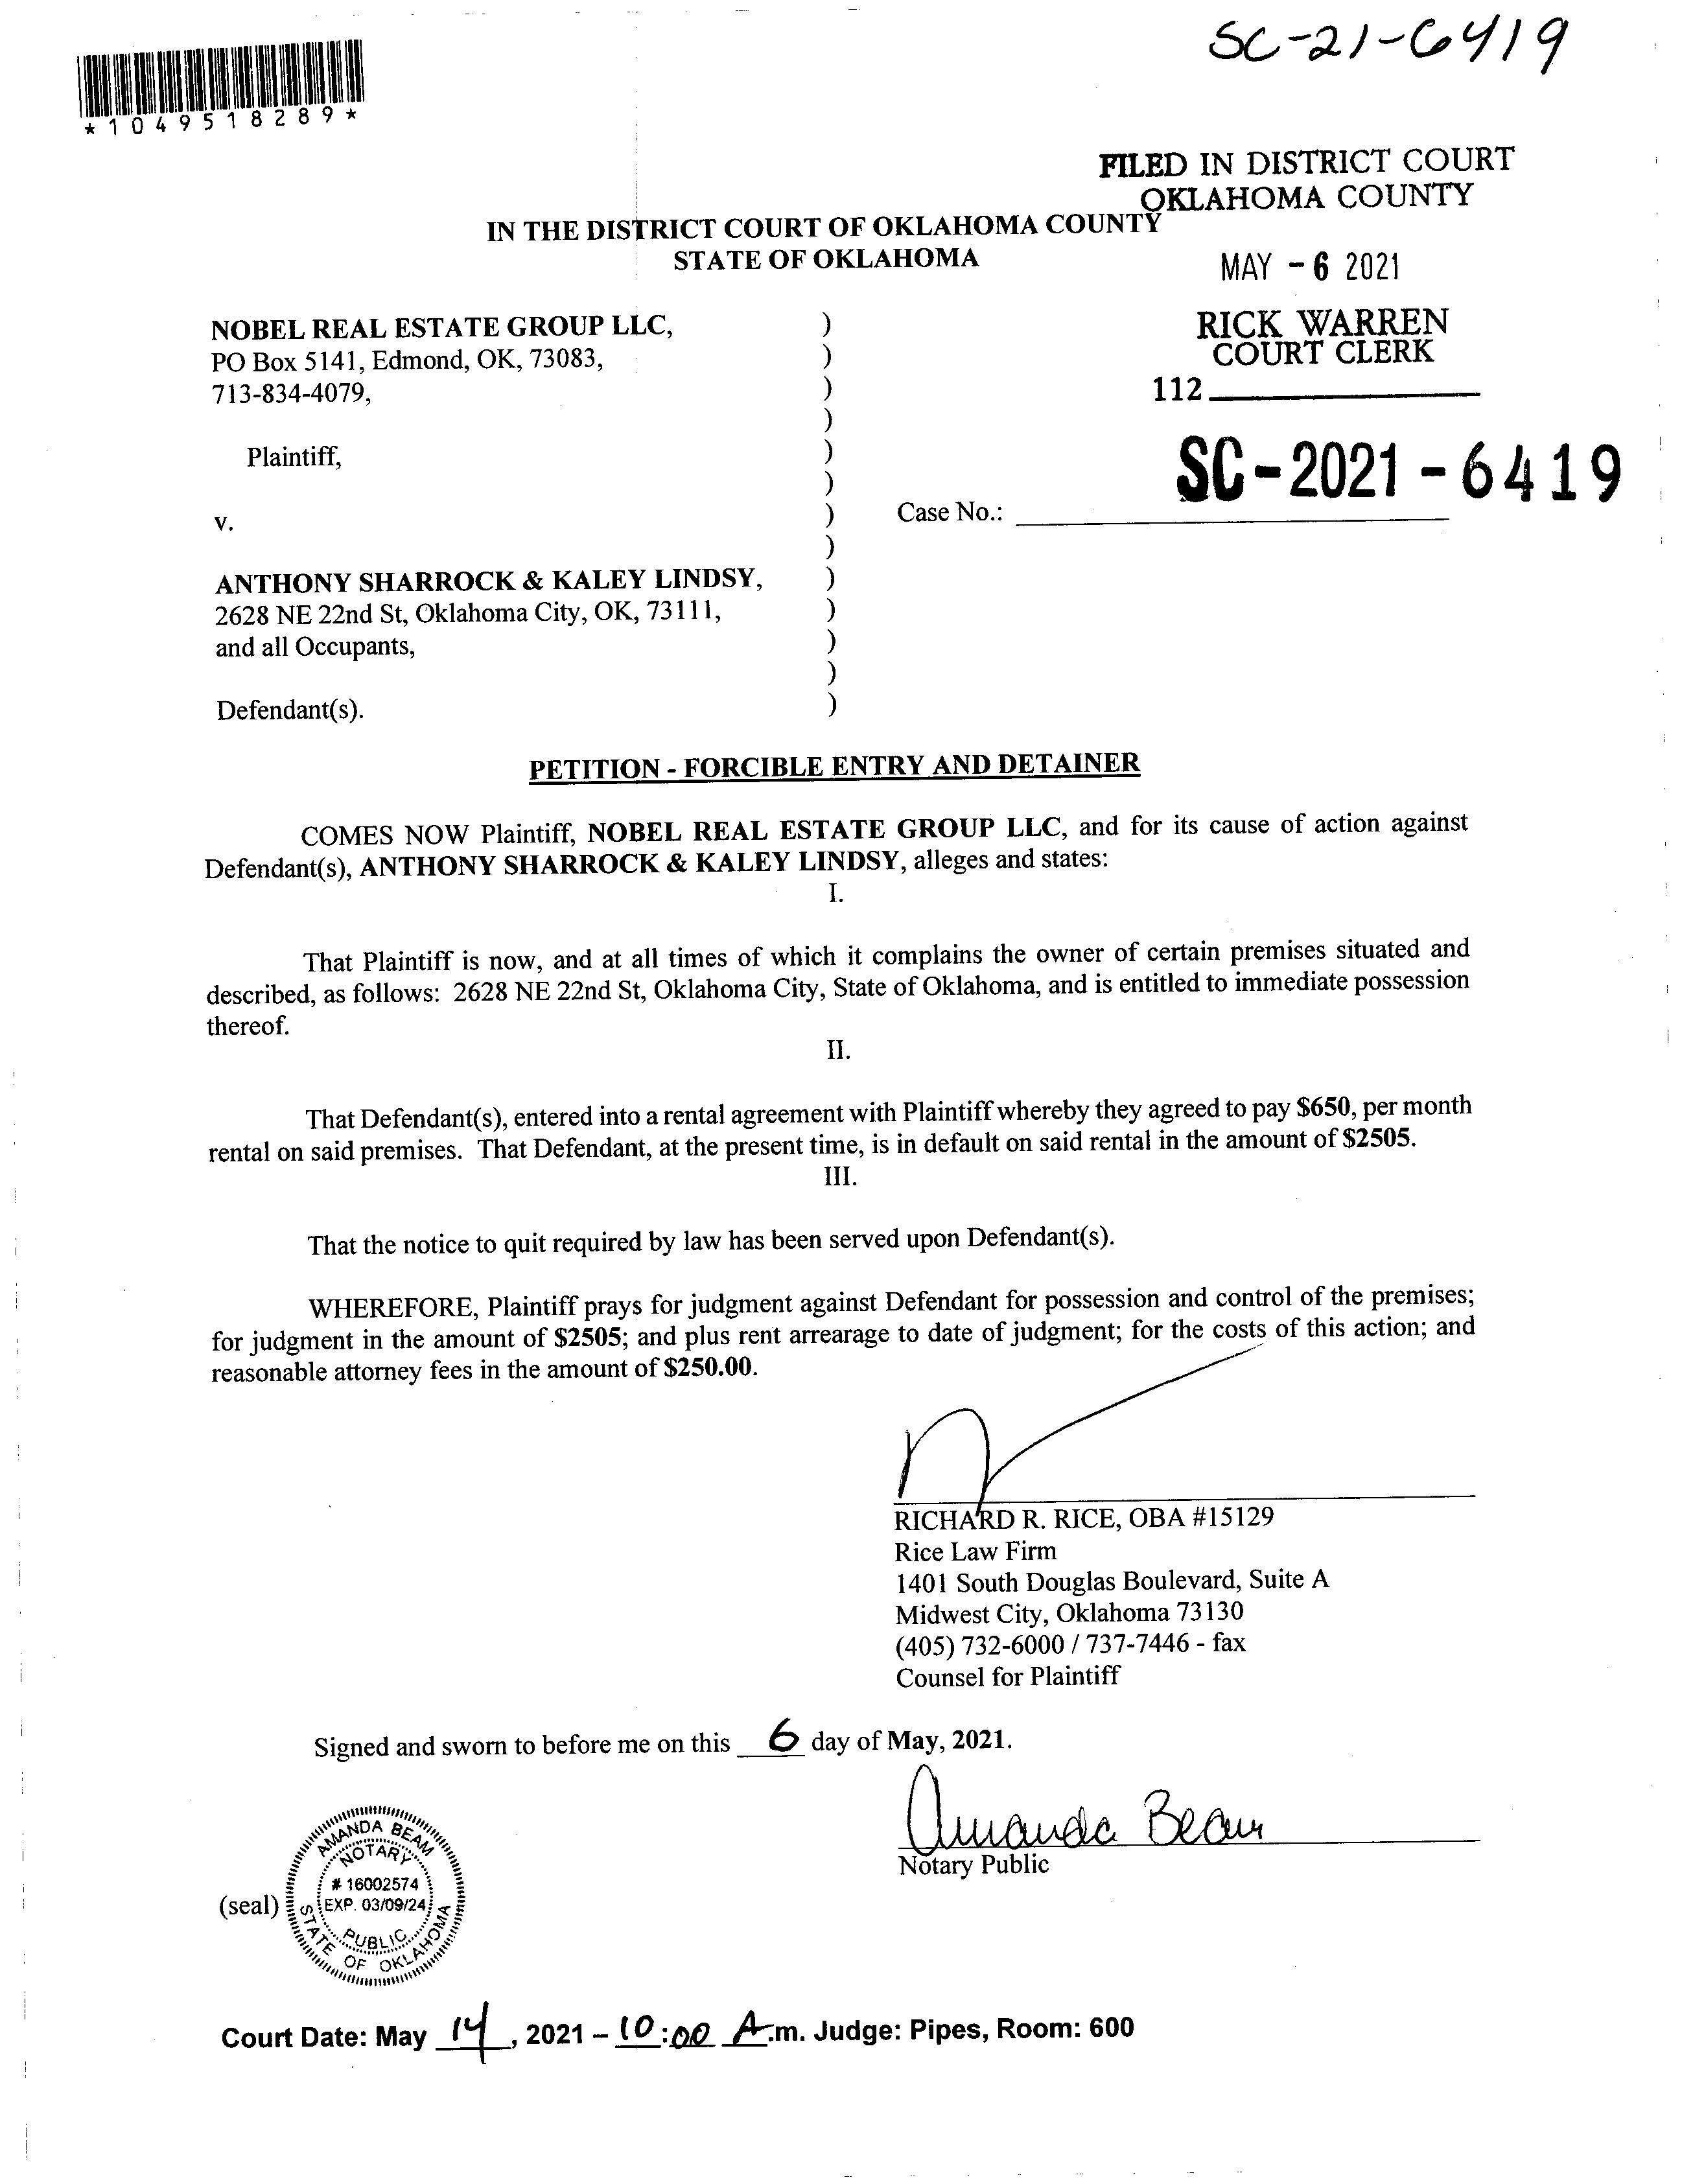 SC-21-6419
*1049518289*
FILED IN DISTRICT COURT
OKLAHOMA COUNTY
IN THE DISTRICT COURT OF OKLAHOMA COUNTY
STATE OF OKLAHOMA
MAY - 6 2021
RICK WARREN
COURT CLERK
112
NOBEL REAL ESTATE GROUP LLC, )
PO Box 5141, Edmond, OK, 73083, )
713-834-4079, )
)
Plaintiff, )
)
SC-2021-6419
v. ) Case No.:
)
ANTHONY SHARROCK & KALEY LINDSY, )
2628 NE 22nd St, Oklahoma City, OK, 73111, )
and all Occupants, )
)
Defendant(s). )
PETITION - FORCIBLE ENTRY AND DETAINER
COMES NOW Plaintiff, NOBEL REAL ESTATE GROUP LLC, and for its cause of action against
Defendant(s), ANTHONY SHARROCK & KALEY LINDSY, alleges and states:
I.
That Plaintiff is now, and at all times of which it complains the owner of certain premises situated and
described, as follows: 2628 NE 22nd St, Oklahoma City, State of Oklahoma, and is entitled to immediate possession
thereof.
II.
That Defendant(s), entered into a rental agreement with Plaintiff whereby they agreed to pay $650, per month
rental on said premises. That Defendant, at the present time, is in default on said rental in the amount of $2505.
III.
That the notice to quit required by law has been served upon Defendant(s).
WHEREFORE, Plaintiff prays for judgment against Defendant for possession and control of the premises;
for judgment in the amount of $2505; and plus rent arrearage to date of judgment; for the costs of this action; and
reasonable attorney fees in the amount of $250.00.
RICHARD R. RICE, OBA #15129
Rice Law Firm
1401 South Douglas Boulevard, Suite A
Midwest City, Oklahoma 73130
(405) 732-6000 / 737-7446 - fax
Counsel for Plaintiff
Signed and sworn to before me on this 6 day of May, 2021.
Amanda Beam
Notary Public
(seal)
AMANDA BEAM
NOTARY
# 16002574
EXP. 03/09/24
PUBLIC
STATE OF OKLAHOMA
Court Date: May 14, 2021 – 10:00 A.m. Judge: Pipes, Room: 600